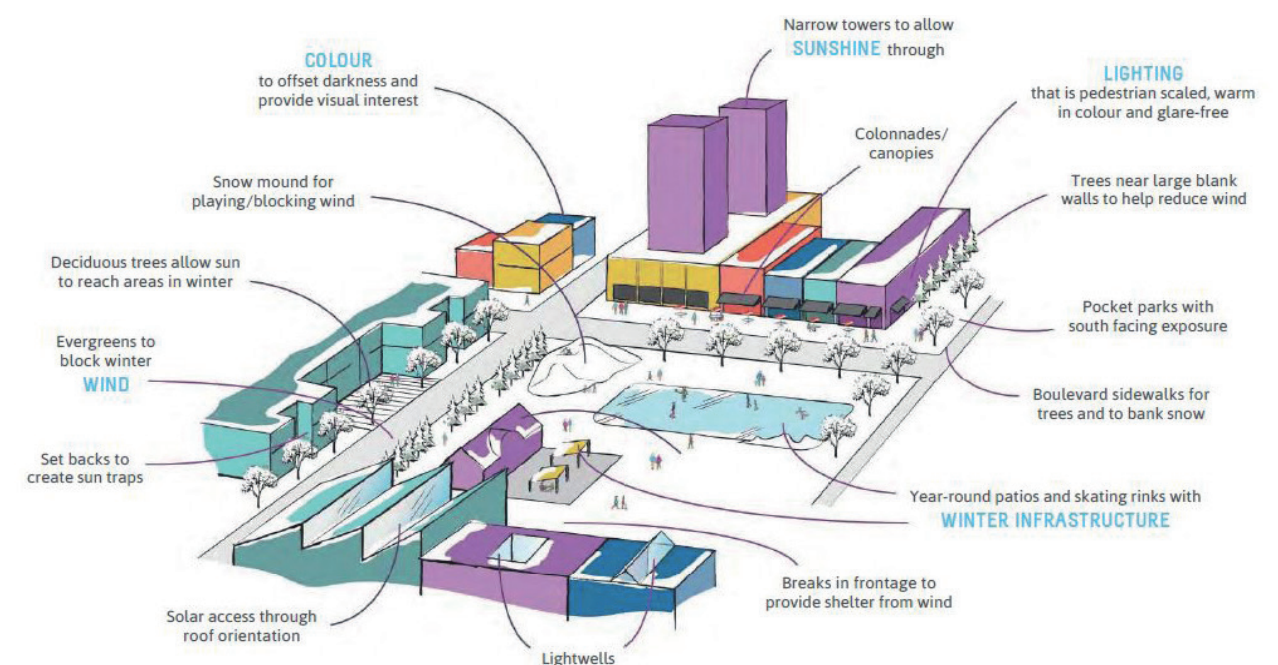 Narrow towers to allow
SUNSHINE through
COLOUR
to offset darkness and
provide visual interest
LIGHTING
that is pedestrian scaled, warm
in colour and glare-free
Colonnades/
canopies
Snow mound for
playing/blocking wind
Trees near large blank
walls to help reduce wind
Deciduous trees allow sun
to reach areas in winter
Pocket parks with
south facing exposure
Evergreens to
block winter
WIND
Boulevard sidewalks for
trees and to bank snow
Set backs to
create sun traps
Year-round patios and skating rinks with
WINTER INFRASTRUCTURE
Breaks in frontage to
provide shelter from wind
Solar access through
roof orientation
Lightwells